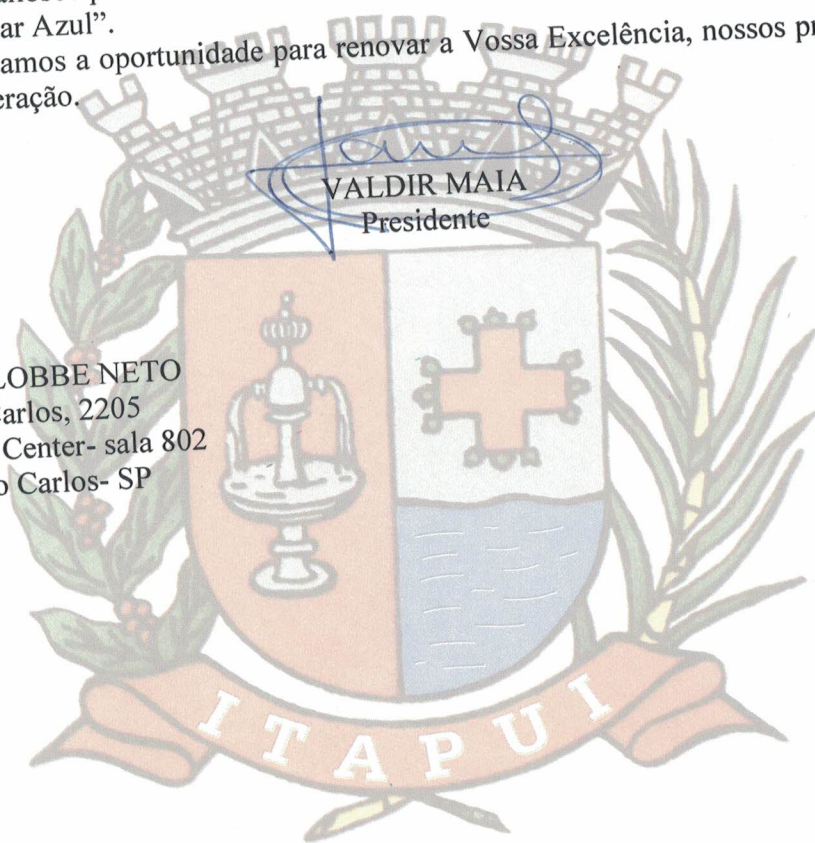 ar Azul”.
amos a oportunidade para renovar a Vossa Excelência, nossos pr
eração.
VALDIR MAIA
Presidente
LOBBE NETO
arlos, 2205
Center- sala 802
o Carlos- SP
ITAPUI